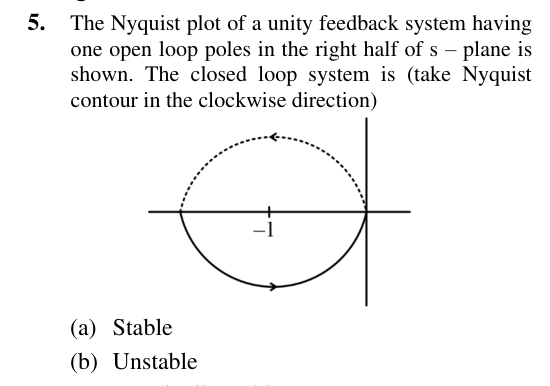 5. The Nyquist plot of a unity feedback system having
one open loop poles in the right half of s – plane is
shown. The closed loop system is (take Nyquist
contour in the clockwise direction)
–1
(a) Stable
(b) Unstable